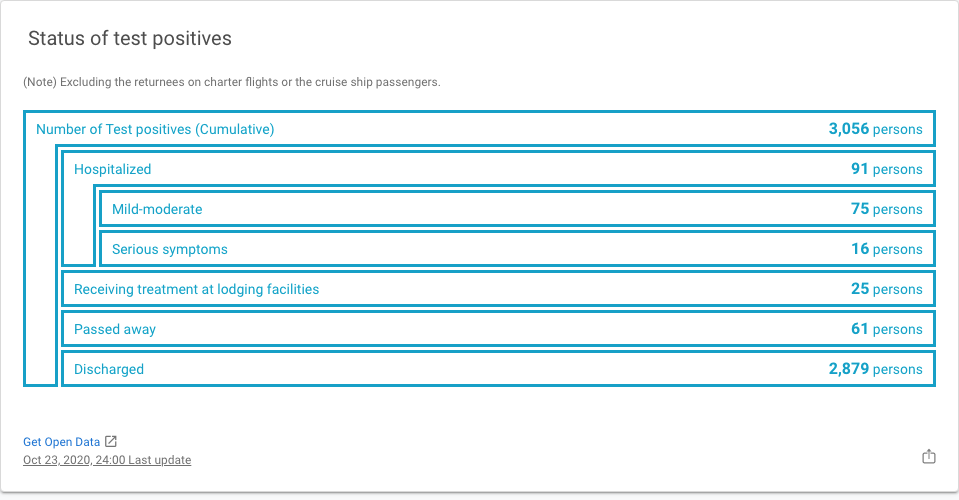 Status of test positives
(Note) Excluding the returnees on charter flights or the cruise ship passengers.
Number of Test positives (Cumulative) 3,056 persons
Hospitalized 91 persons
Mild-moderate 75 persons
Serious symptoms 16 persons
Receiving treatment at lodging facilities 25 persons
Passed away 61 persons
Discharged 2,879 persons
Get Open Data
Oct 23, 2020, 24:00 Last update